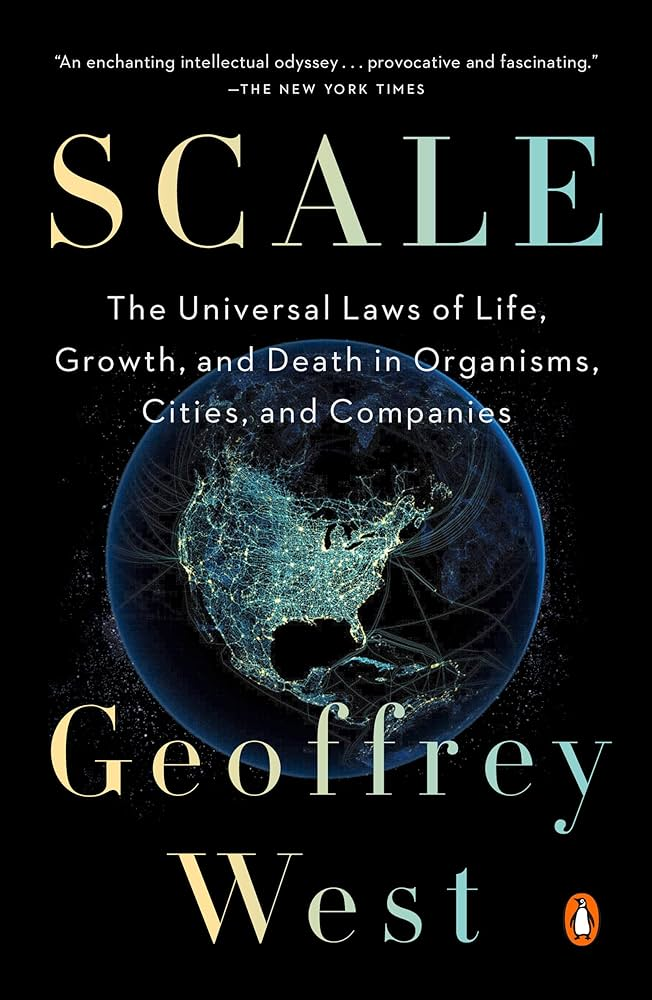 “An enchanting intellectual odyssey . . . provocative and fascinating.”
—THE NEW YORK TIMES
SCALE
The Universal Laws of Life,
Growth, and Death in Organisms,
Cities, and Companies
Geoffrey
West